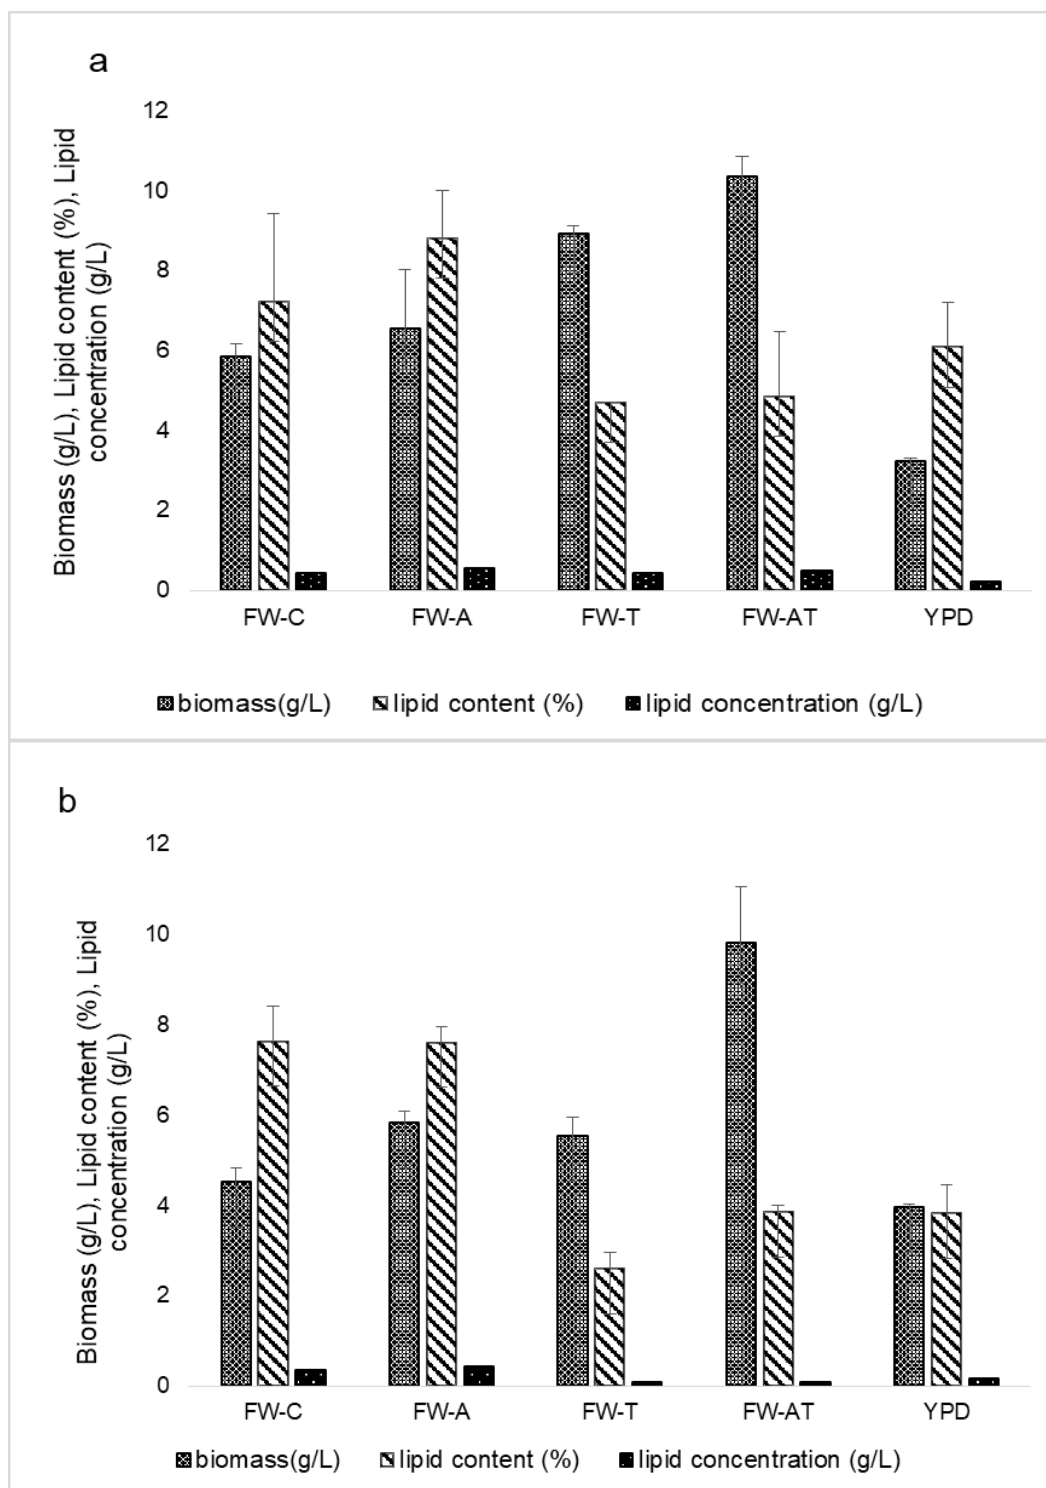 a
Biomass (g/L), Lipid content (%), Lipid
concentration (g/L)
12
10
8
6
4
2
0
FW-C FW-A FW-T FW-AT YPD
biomass(g/L) lipid content (%) lipid concentration (g/L)
b
Biomass (g/L), Lipid content (%), Lipid
concentration (g/L)
12
10
8
6
4
2
0
FW-C FW-A FW-T FW-AT YPD
biomass(g/L) lipid content (%) lipid concentration (g/L)